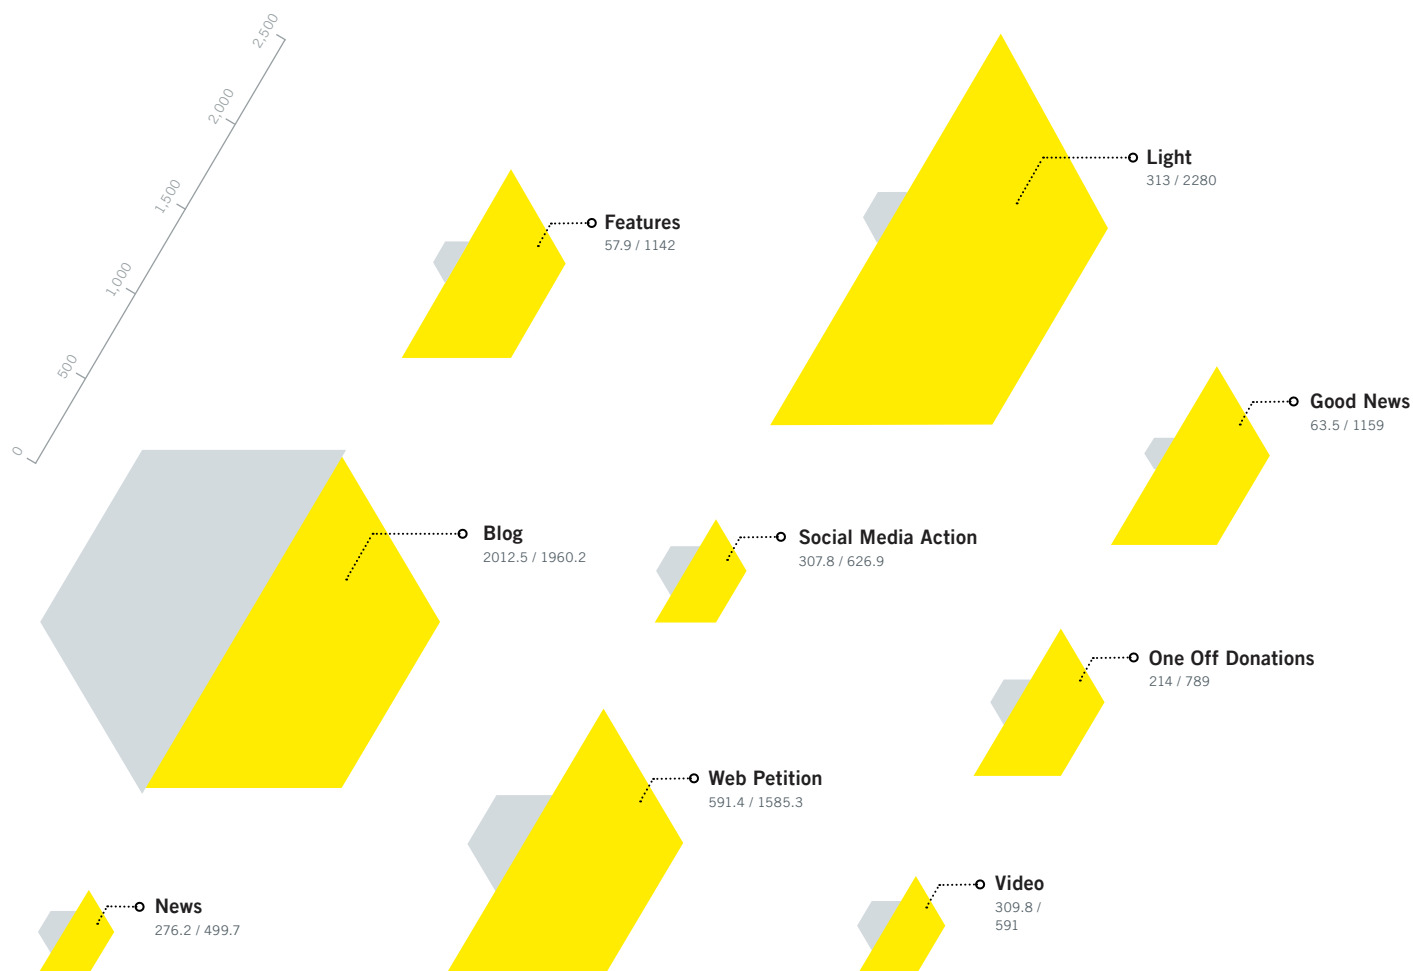 2,500
2,000
1,500
1,000
500
0
Light
313 / 2280
Features
57.9 / 1142
Good News
63.5 / 1159
Blog
2012.5 / 1960.2
Social Media Action
307.8 / 626.9
One Off Donations
214 / 789
Web Petition
591.4 / 1585.3
Video
309.8 /
591
News
276.2 / 499.7